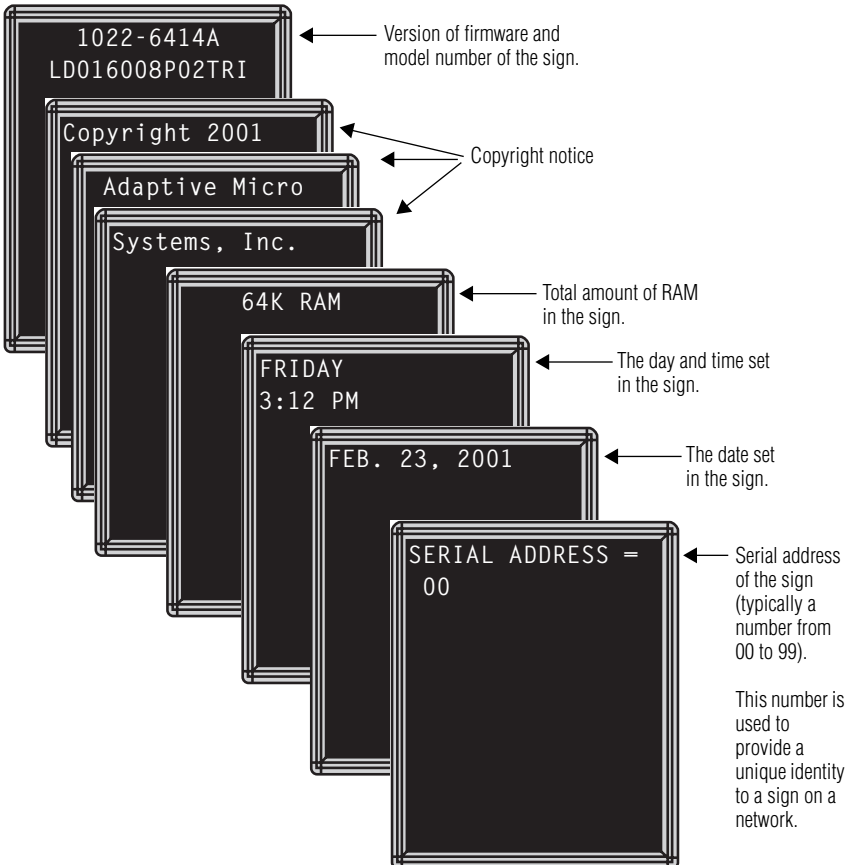 1022-6414A
LD016008P02TRI
Version of firmware and
model number of the sign.
Copyright 2001
Adaptive Micro
Systems, Inc.
Copyright notice
64K RAM
Total amount of RAM
in the sign.
FRIDAY
3:12 PM
The day and time set
in the sign.
FEB. 23, 2001
The date set
in the sign.
SERIAL ADDRESS =
00
Serial address
of the sign
(typically a
number from
00 to 99).
This number is
used to
provide a
unique identity
to a sign on a
network.